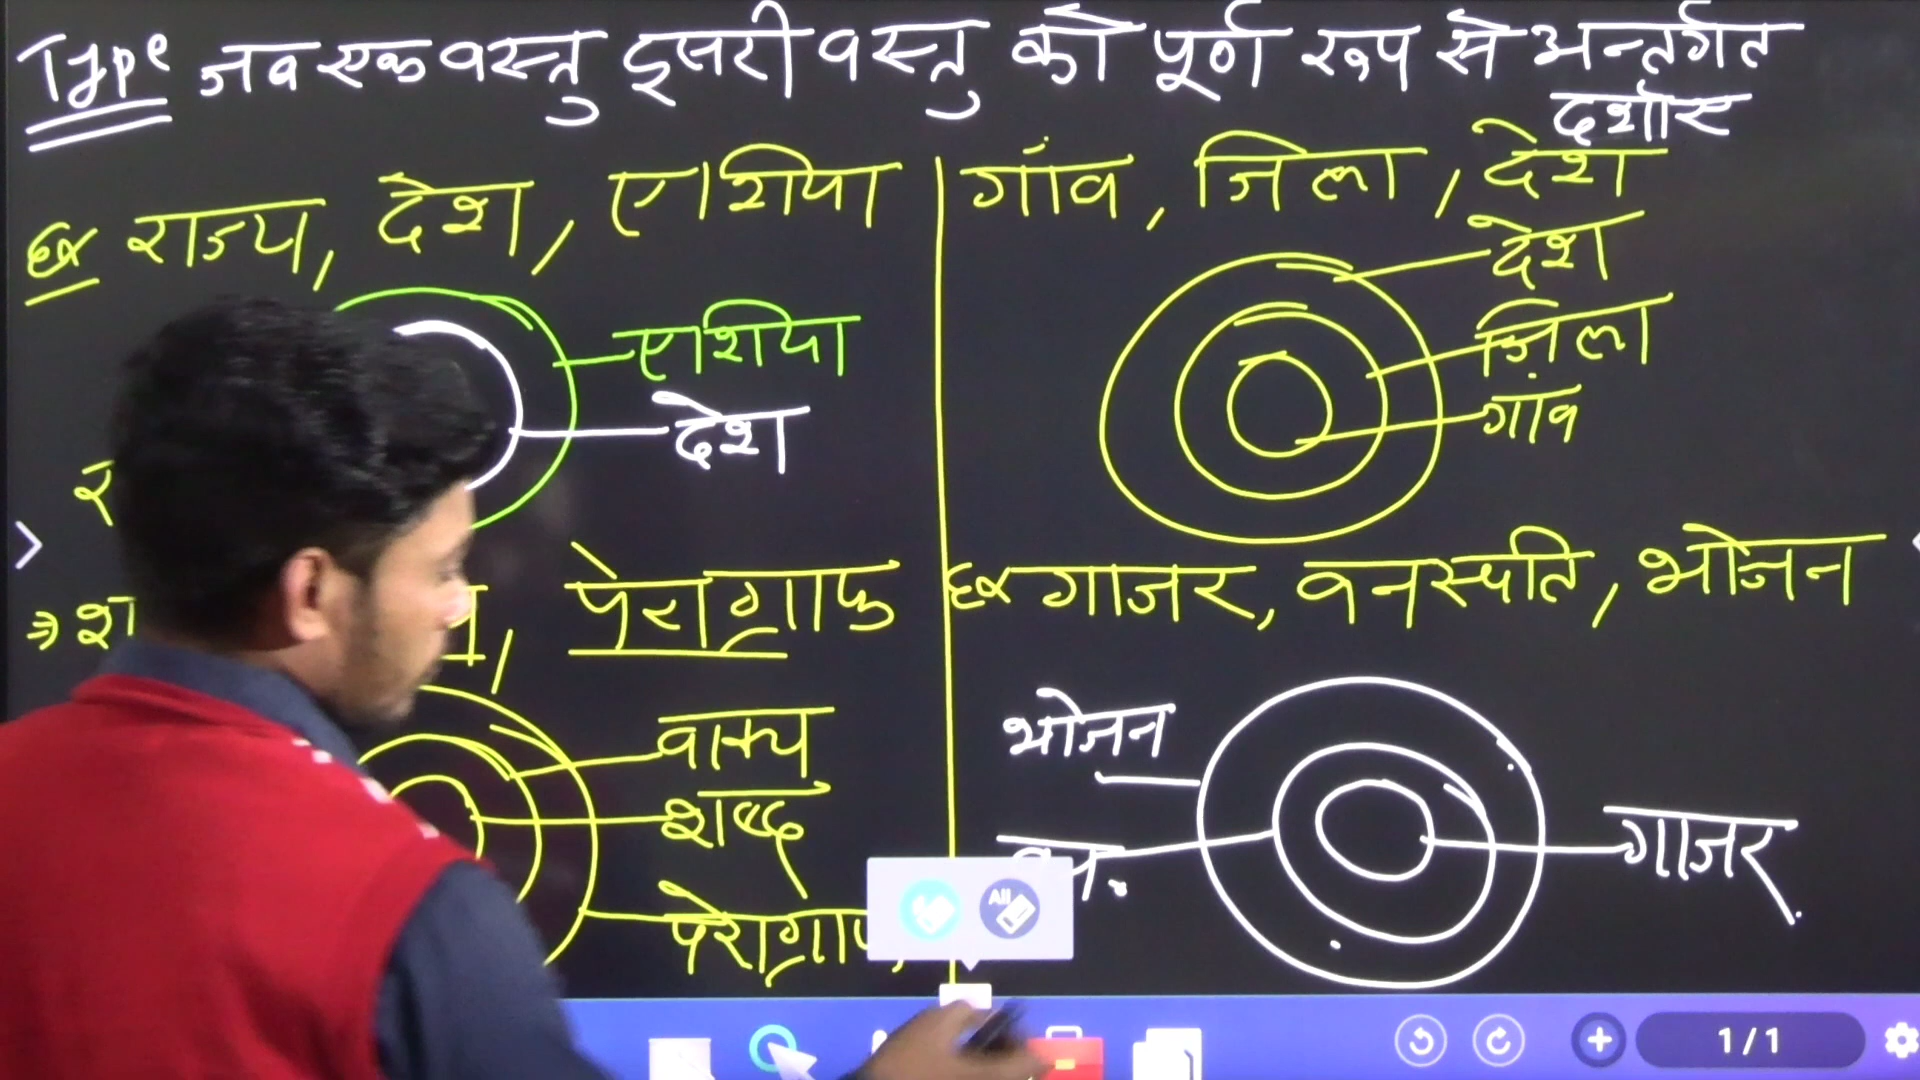 Type जब एक वस्तु दुसरी वस्तु को पूर्ण रूप से अन्तर्गत
दर्शाए
Ex राज्य, देश, एशिया
एशिया
देश
पैराग्राफ
वाक्य
शब्द
गांव, जिला, देश
देश
जिला
गांव
Ex गाजर, वनस्पति, भोजन
भोजन
गाजर
All
1/1